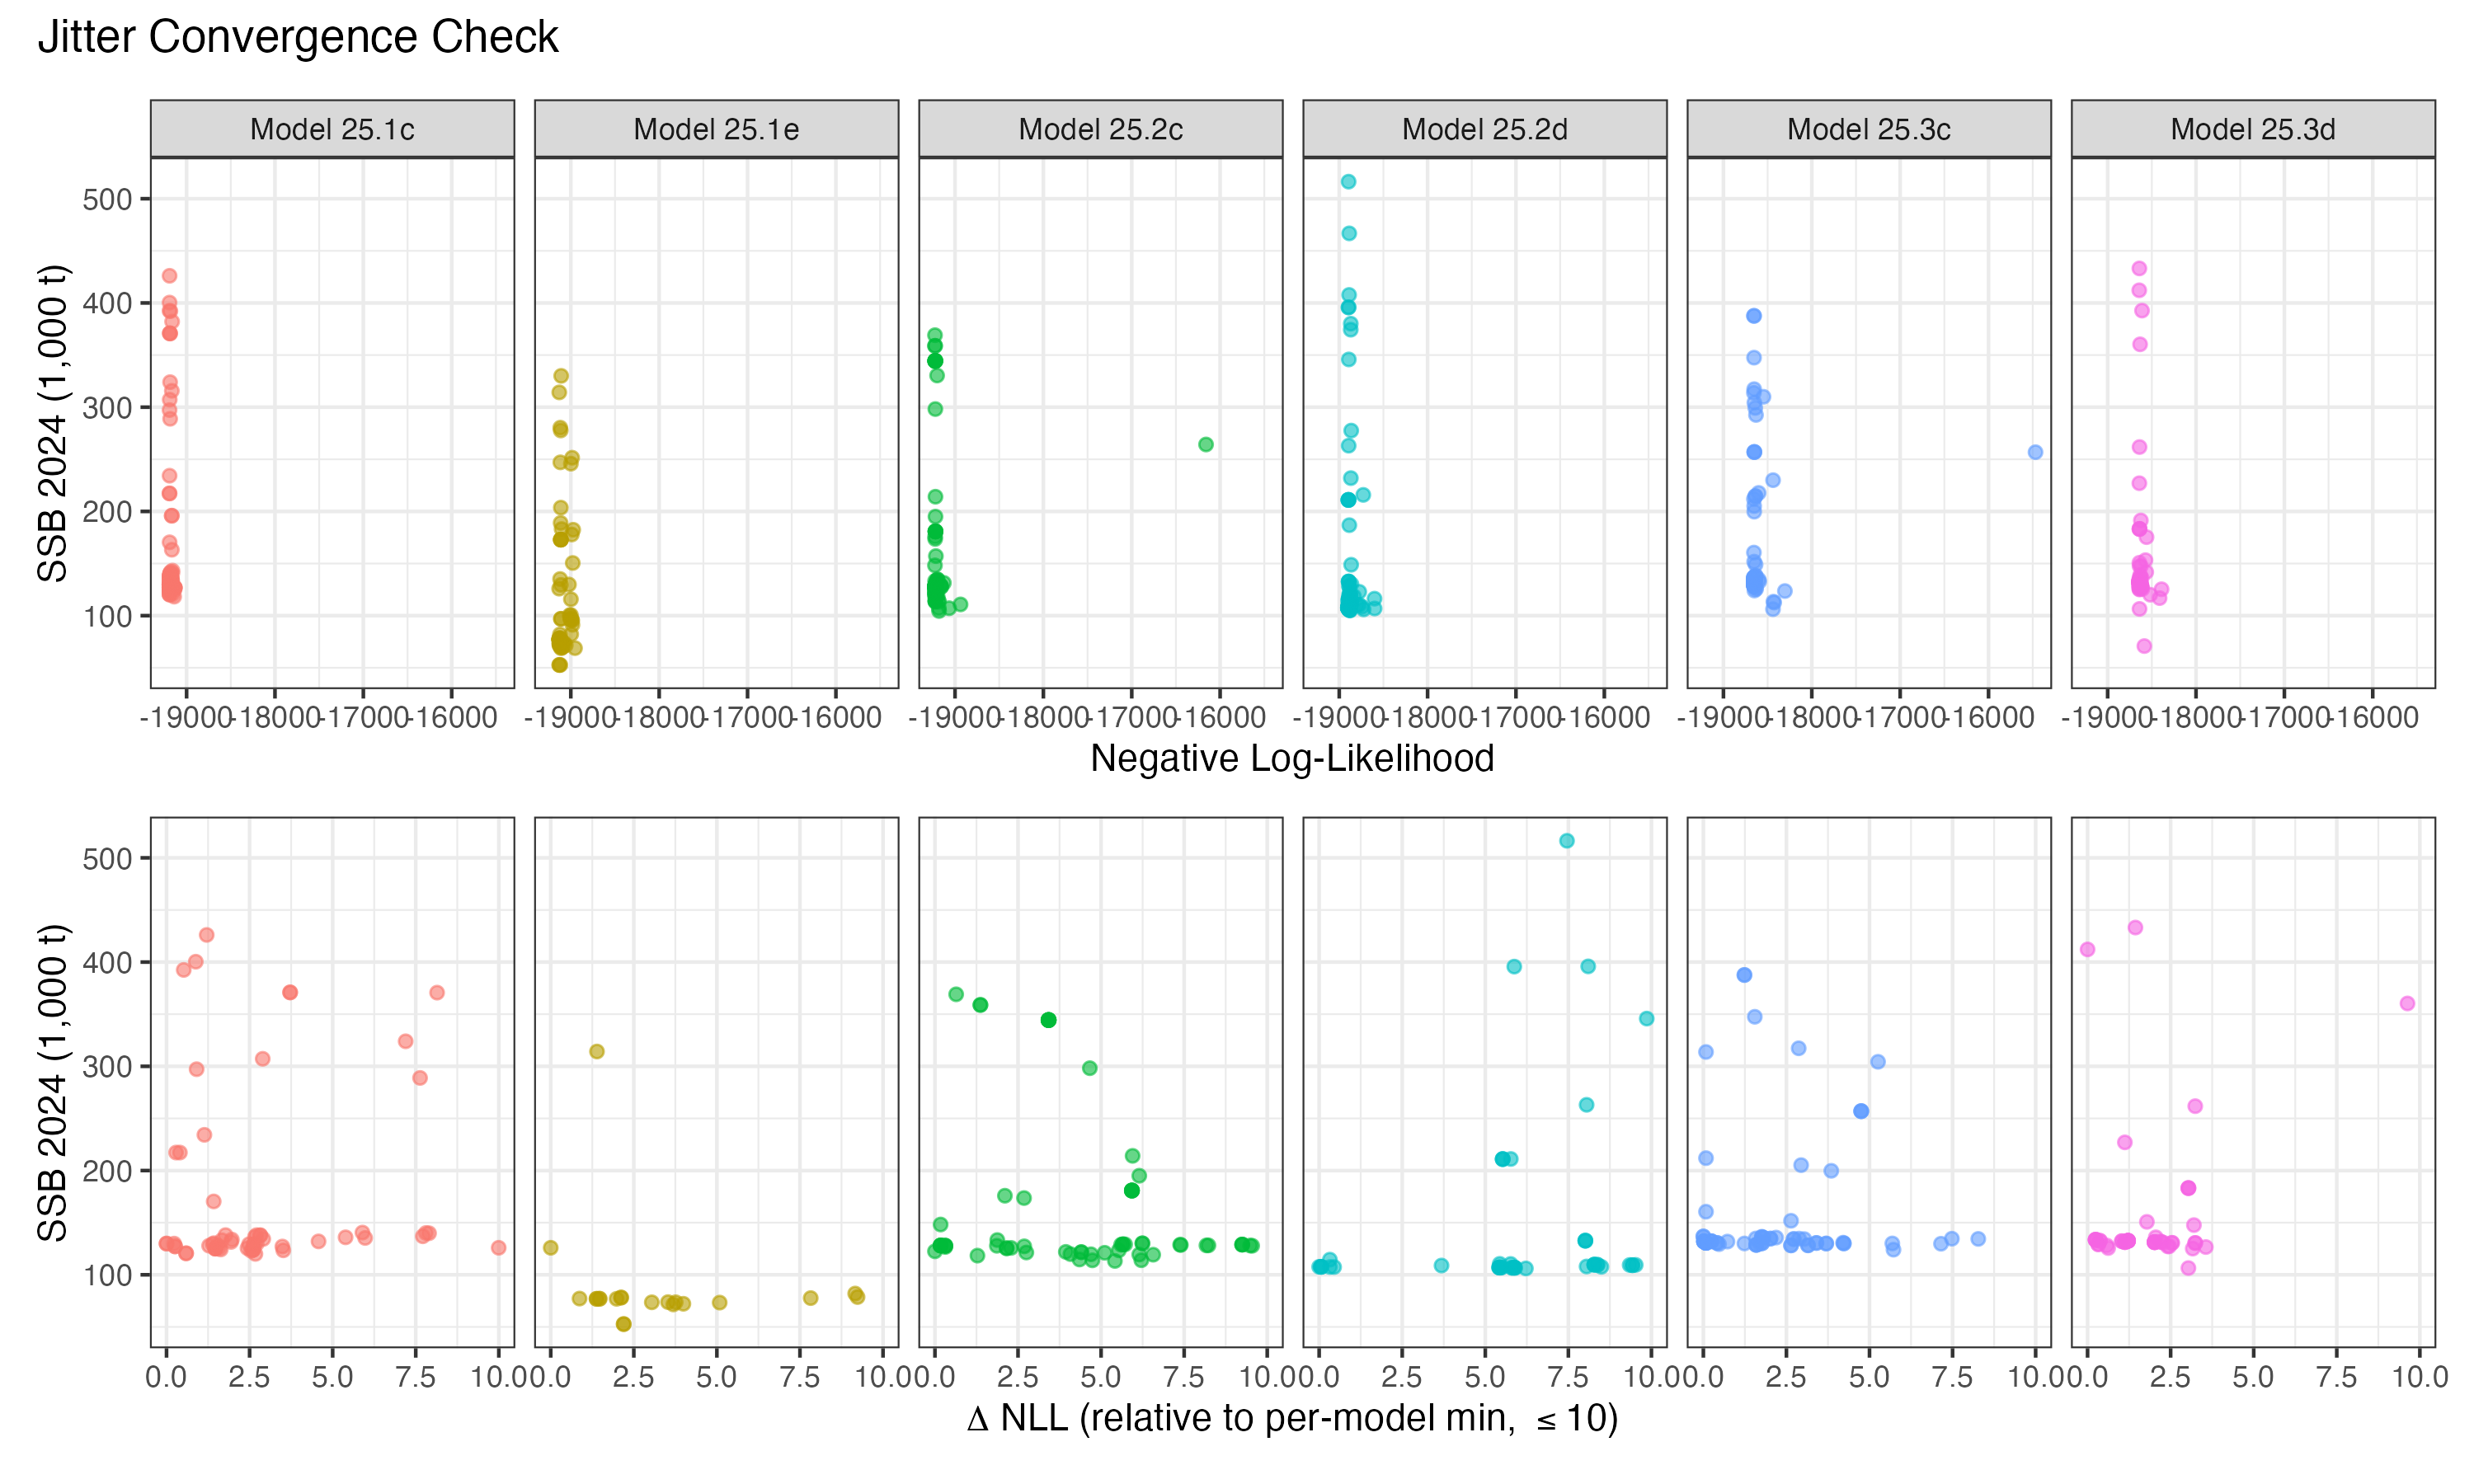 Jitter Convergence Check
Model 25.1c Model 25.1e Model 25.2c Model 25.2d Model 25.3c Model 25.3d
SSB 2024 (1,000 t)
500
400
300
200
100
-19000 -18000 -17000 -16000 -19000 -18000 -17000 -16000 -19000 -18000 -17000 -16000 -19000 -18000 -17000 -16000 -19000 -18000 -17000 -16000 -19000 -18000 -17000 -16000
Negative Log-Likelihood
SSB 2024 (1,000 t)
500
400
300
200
100
0.0 2.5 5.0 7.5 10.0 0.0 2.5 5.0 7.5 10.0 0.0 2.5 5.0 7.5 10.0 0.0 2.5 5.0 7.5 10.0 0.0 2.5 5.0 7.5 10.0 0.0 2.5 5.0 7.5 10.0
Δ NLL (relative to per-model min, ≤ 10)